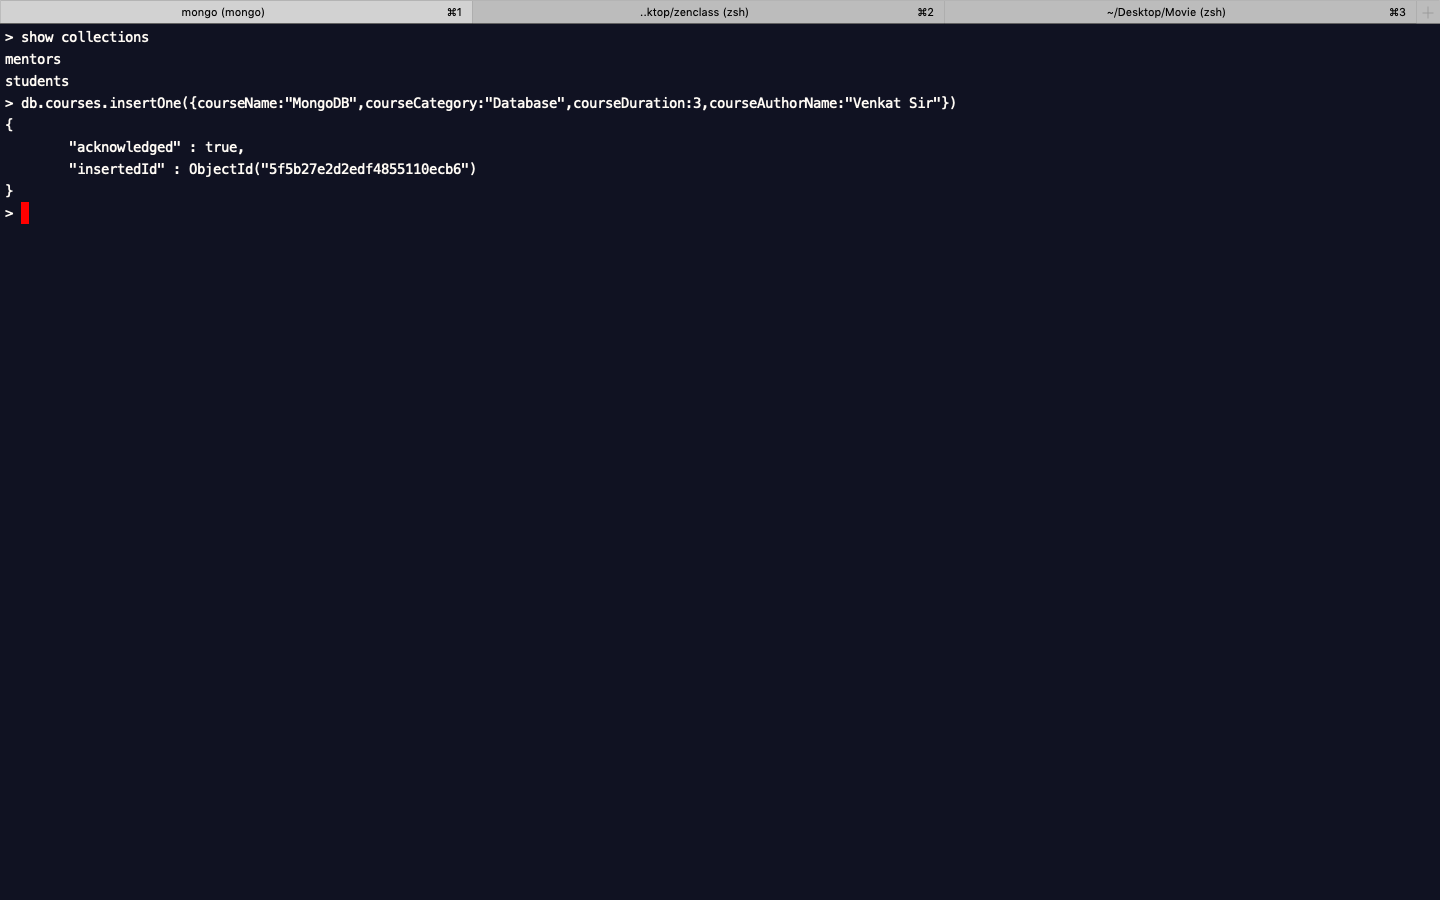 mongo (mongo) ⌘1 ..ktop/zenclass (zsh) ⌘2 ~/Desktop/Movie (zsh) ⌘3 +
> show collections
mentors
students
> db.courses.insertOne({courseName:"MongoDB",courseCategory:"Database",courseDuration:3,courseAuthorName:"Venkat Sir"})
{
        "acknowledged" : true,
        "insertedId" : ObjectId("5f5b27e2d2edf4855110ecb6")
}
>